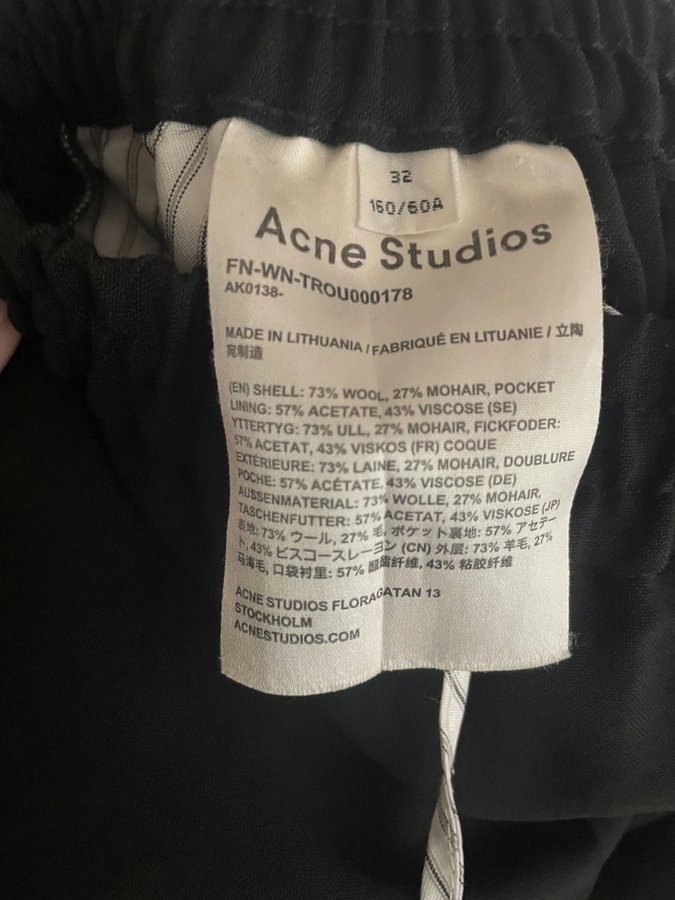 32
160/60A
Acne Studios
FN-WN-TROU000178
AK0138-
MADE IN LITHUANIA / FABRIQUÉ EN LITUANIE / 立陶
宛制造
(EN) SHELL: 73% WOOL, 27% MOHAIR, POCKET
LINING: 57% ACETATE, 43% VISCOSE (SE)
YTTERTYG: 73% ULL, 27% MOHAIR, FICKFODER:
57% ACETAT, 43% VISKOS (FR) COQUE
EXTÉRIEURE: 73% LAINE, 27% MOHAIR, DOUBLURE
POCHE: 57% ACÉTATE, 43% VISCOSE (DE)
AUSSENMATERIAL: 73% WOLLE, 27% MOHAIR,
TASCHENFUTTER: 57% ACETAT, 43% VISKOSE (JP)
表地: 73% ウール, 27% 毛, ポケット裏地: 57% アセテー
ト, 43% ビスコースレーヨン (CN) 外层: 73% 羊毛, 27%
马海毛, 口袋衬里: 57% 醋酯纤维, 43% 粘胶纤维
ACNE STUDIOS FLORAGATAN 13
STOCKHOLM
ACNESTUDIOS.COM